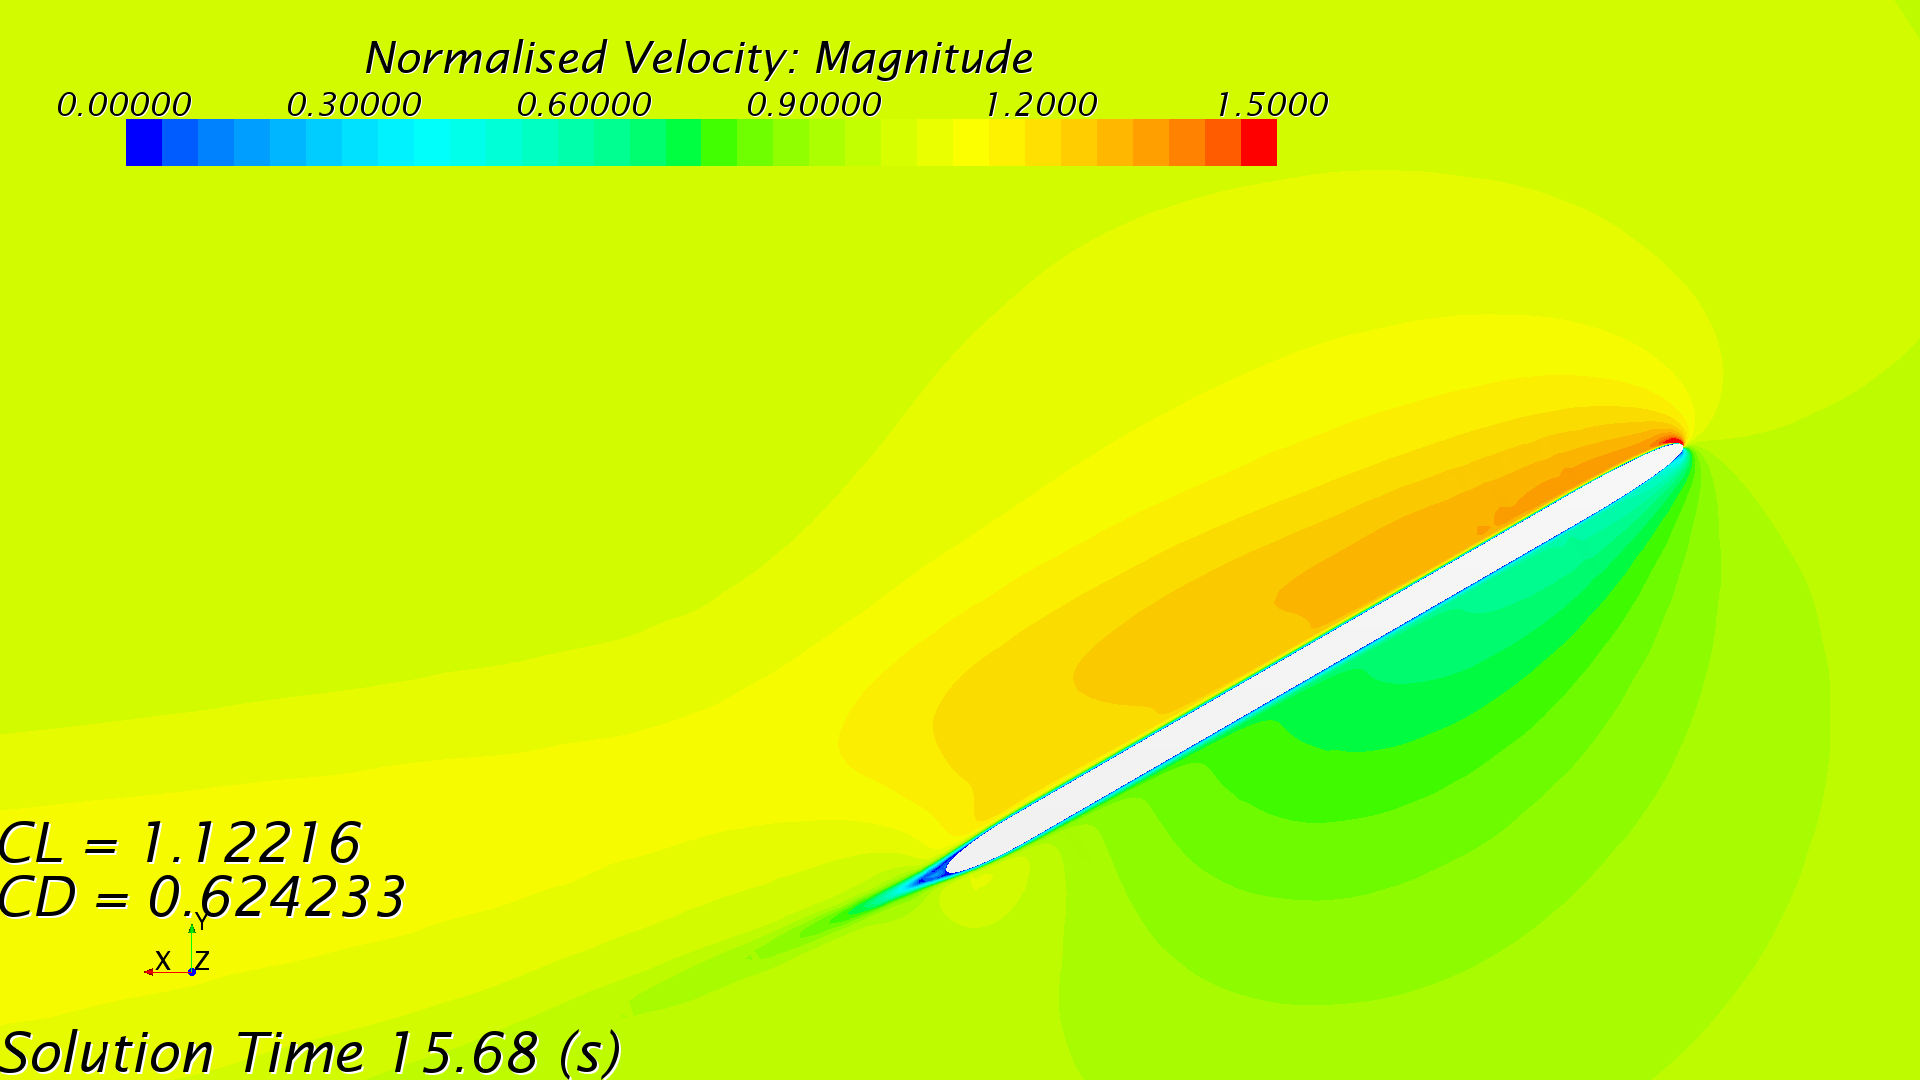 Normalised Velocity: Magnitude
0.00000 0.30000 0.60000 0.90000 1.2000 1.5000
CL = 1.12216
CD = 0.624233
Y
X Z
Solution Time 15.68 (s)